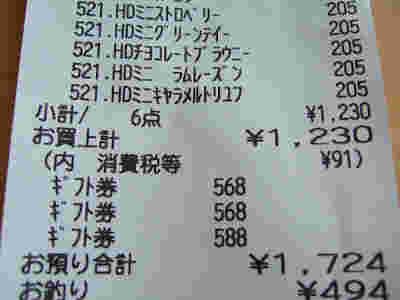 521.HDミニストロベリー 205
521.HDミニグリーンテイー 205
521.HDチョコレートブラウニー 205
521.HDミニ ラムレーズン 205
521.HDミニキャラメルトリュフ 205
小計/ 6点 ¥1,230
お買上計 ¥1,230
(内 消費税等 ¥91)
ギフト券 568
ギフト券 568
ギフト券 588
お預り合計 ¥1,724
お釣り ¥494